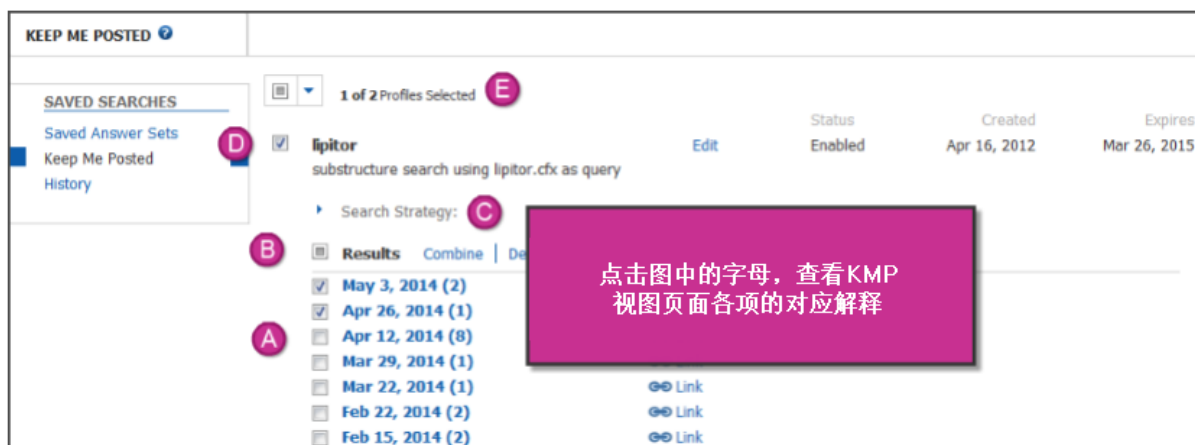 KEEP ME POSTED ?
SAVED SEARCHES
Saved Answer Sets
Keep Me Posted
History
1 of 2 Profiles Selected E
Status Created Expires
D lipitor Edit Enabled Apr 16, 2012 Mar 26, 2015
substructure search using lipitor.cfx as query
Search Strategy: C
B Results Combine | De
点击图中的字母，查看KMP
视图页面各项的对应解释
May 3, 2014 (2)
Apr 26, 2014 (1)
A Apr 12, 2014 (8)
Mar 29, 2014 (1)
Mar 22, 2014 (1) Link
Feb 22, 2014 (2) Link
Feb 15, 2014 (2) Link